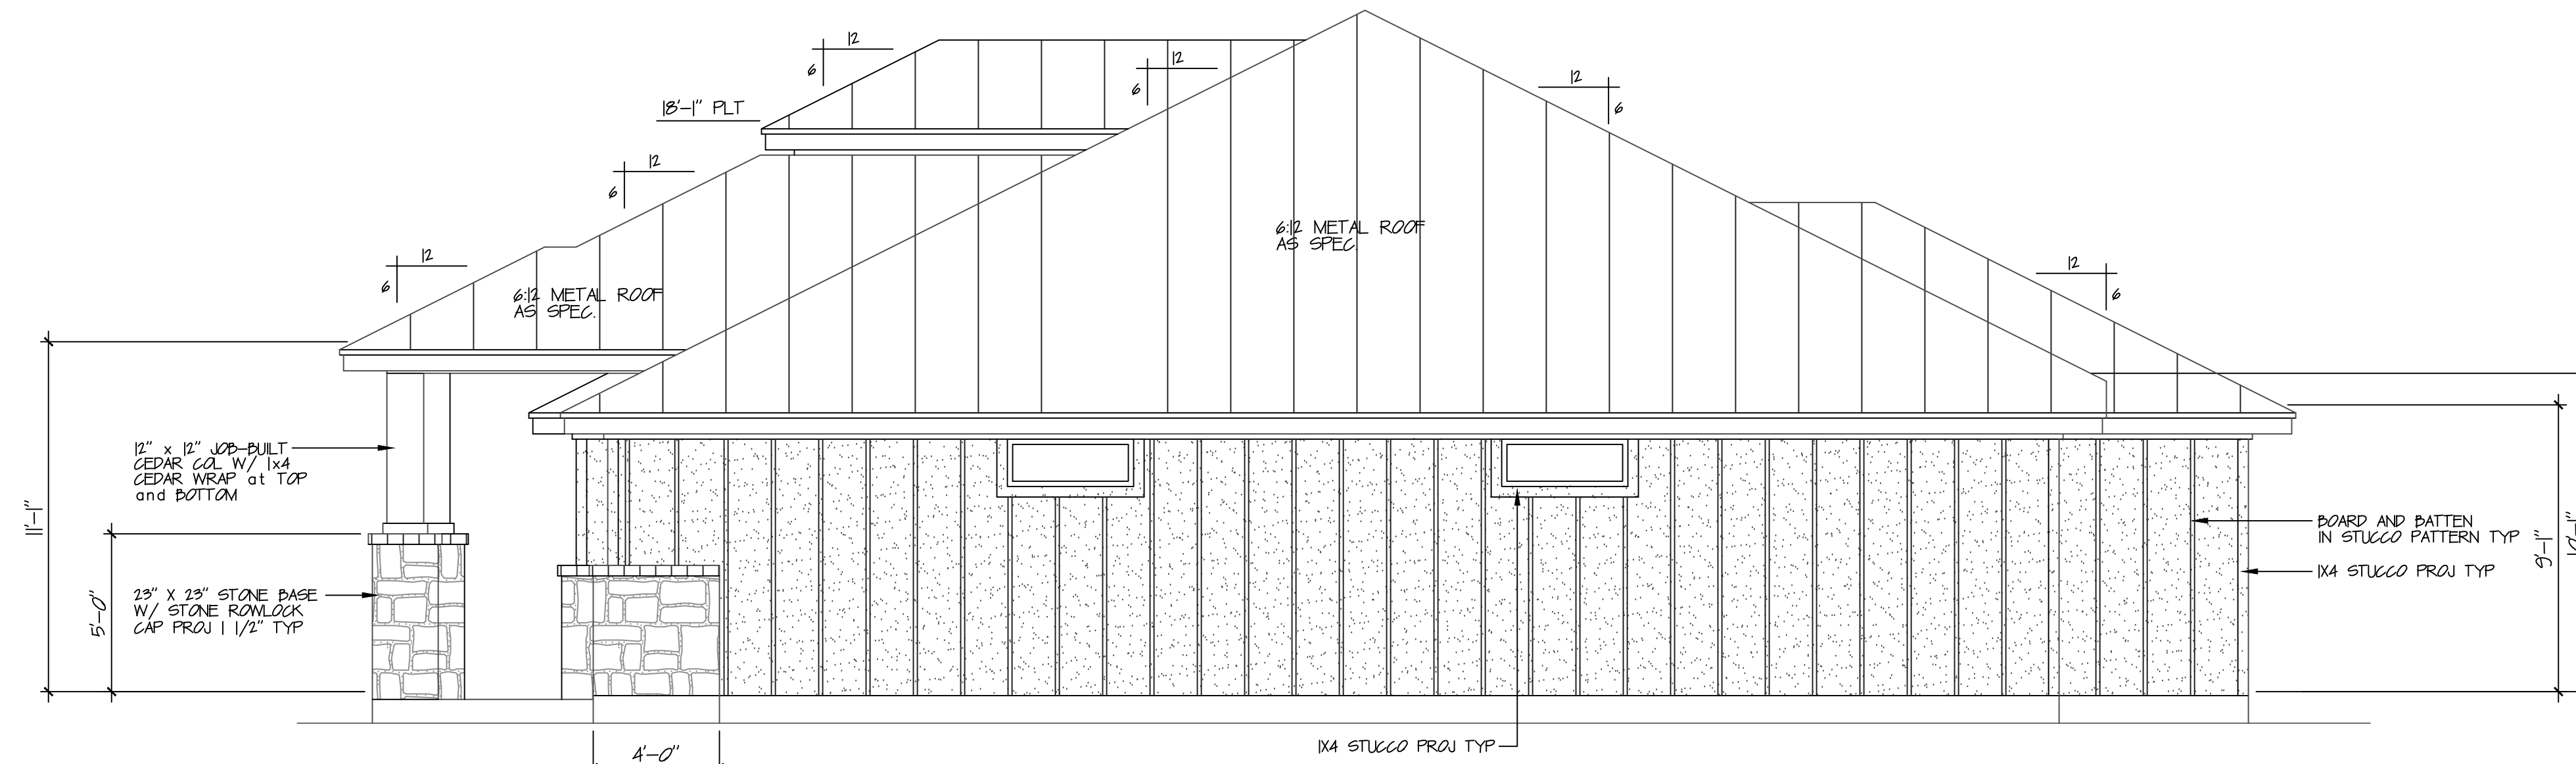 12
6
12
6
12
6
18'-1" PLT
12
6
6:12 METAL ROOF
AS SPEC.
12
6
12
6
6:12 METAL ROOF
AS SPEC.
12" x 12" JOB-BUILT
CEDAR COL W/ 1x4
CEDAR WRAP at TOP
and BOTTOM
11'-1"
5'-0"
23" X 23" STONE BASE
W/ STONE ROWLOCK
CAP PROJ 1 1/2" TYP
BOARD AND BATTEN
IN STUCCO PATTERN TYP
1X4 STUCCO PROJ TYP
9'-1"
10'-1"
1X4 STUCCO PROJ TYP
4'-0"